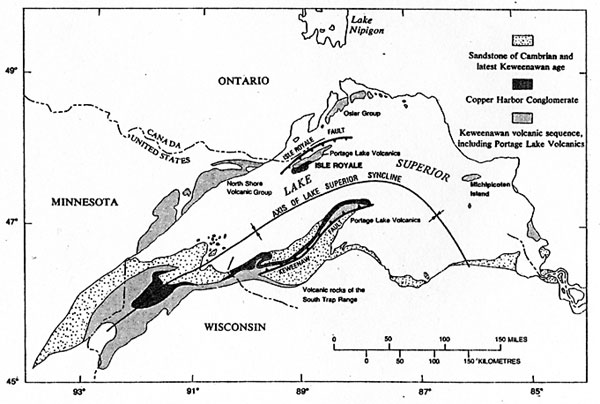 Lake
Nipigon
49°
ONTARIO
Sandstone of Cambrian and
latest Keweenawan age
Copper Harbor Conglomerate
Keweenawan volcanic sequence,
including Portage Lake Volcanics
Osler Group
CANADA
UNITED STATES
ISLE ROYALE FAULT
Portage Lake Volcanics
ISLE ROYALE
LAKE SUPERIOR
North Shore
Volcanic Group
AXIS OF LAKE SUPERIOR SYNCLINE
Michipicoten
Island
MINNESOTA
47°
Portage Lake Volcanics
KEWEENAW FAULT
Volcanic rocks of the
South Trap Range
WISCONSIN
0 50 100 150 MILES
0 50 100 150 KILOMETRES
45°
93° 91° 89° 87° 85°